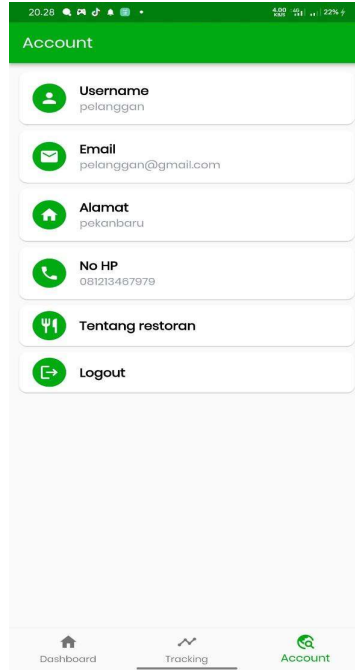 20.28
4.00
KB/S
4G
22%
Account
Username
pelanggan
Email
pelanggan@gmail.com
Alamat
pekanbaru
No HP
081213467979
Tentang restoran
Logout
Dashboard
Tracking
Account